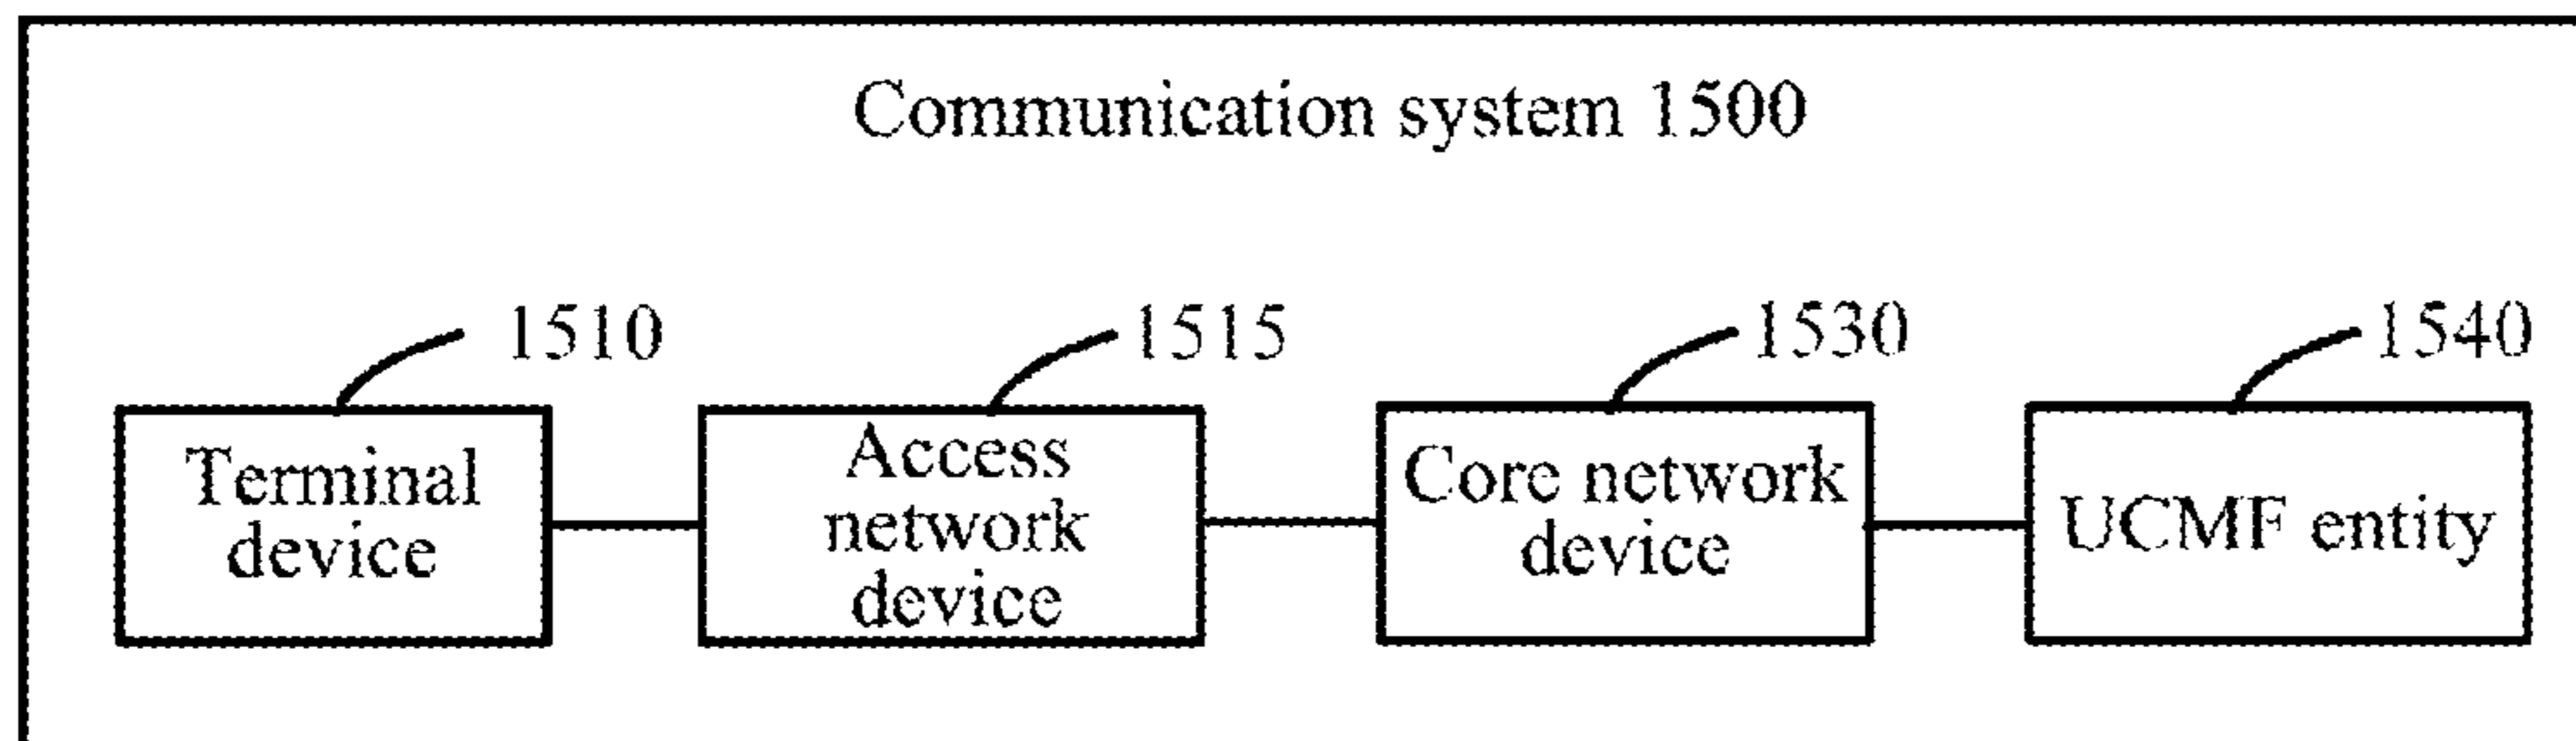 Communication system 1500
1510
1515
1530
1540
Terminal
device
Access
network
device
Core network
device
UCMF entity